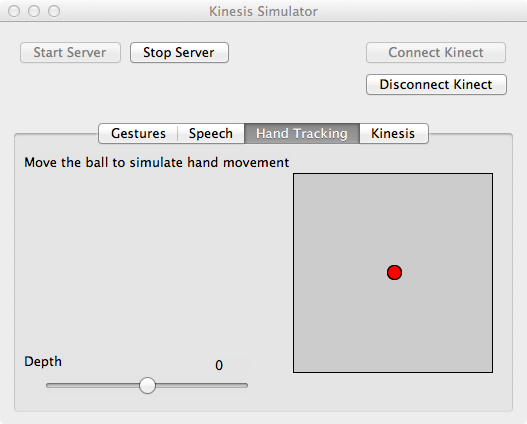 Kinesis Simulator
Start Server Stop Server Connect Kinect
Disconnect Kinect
Gestures Speech Hand Tracking Kinesis
Move the ball to simulate hand movement
Depth 0